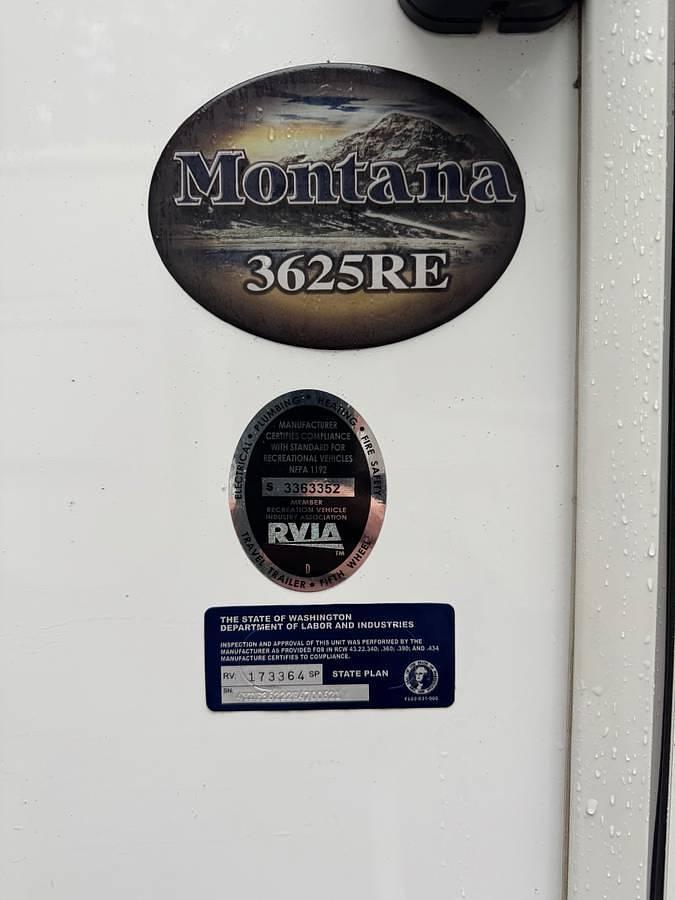 Montana
3625RE
ELECTRICAL • PLUMBING • HEATING • FIRE SAFETY
MANUFACTURER
CERTIFIES COMPLIANCE
WITH STANDARD FOR
RECREATIONAL VEHICLES
NFPA 1192
S 3363352
MEMBER
RECREATION VEHICLE
INDUSTRY ASSOCIATION
RVIA
TM
D
TRAVEL TRAILER • FIFTH WHEEL
THE STATE OF WASHINGTON
DEPARTMENT OF LABOR AND INDUSTRIES
INSPECTION AND APPROVAL OF THIS UNIT WAS PERFORMED BY THE
MANUFACTURER AS PROVIDED FOR IN RCW 43.22.340; .360; .390; AND .434
MANUFACTURE CERTIFIES TO COMPLIANCE.
RV: 173364 SP STATE PLAN
SN: